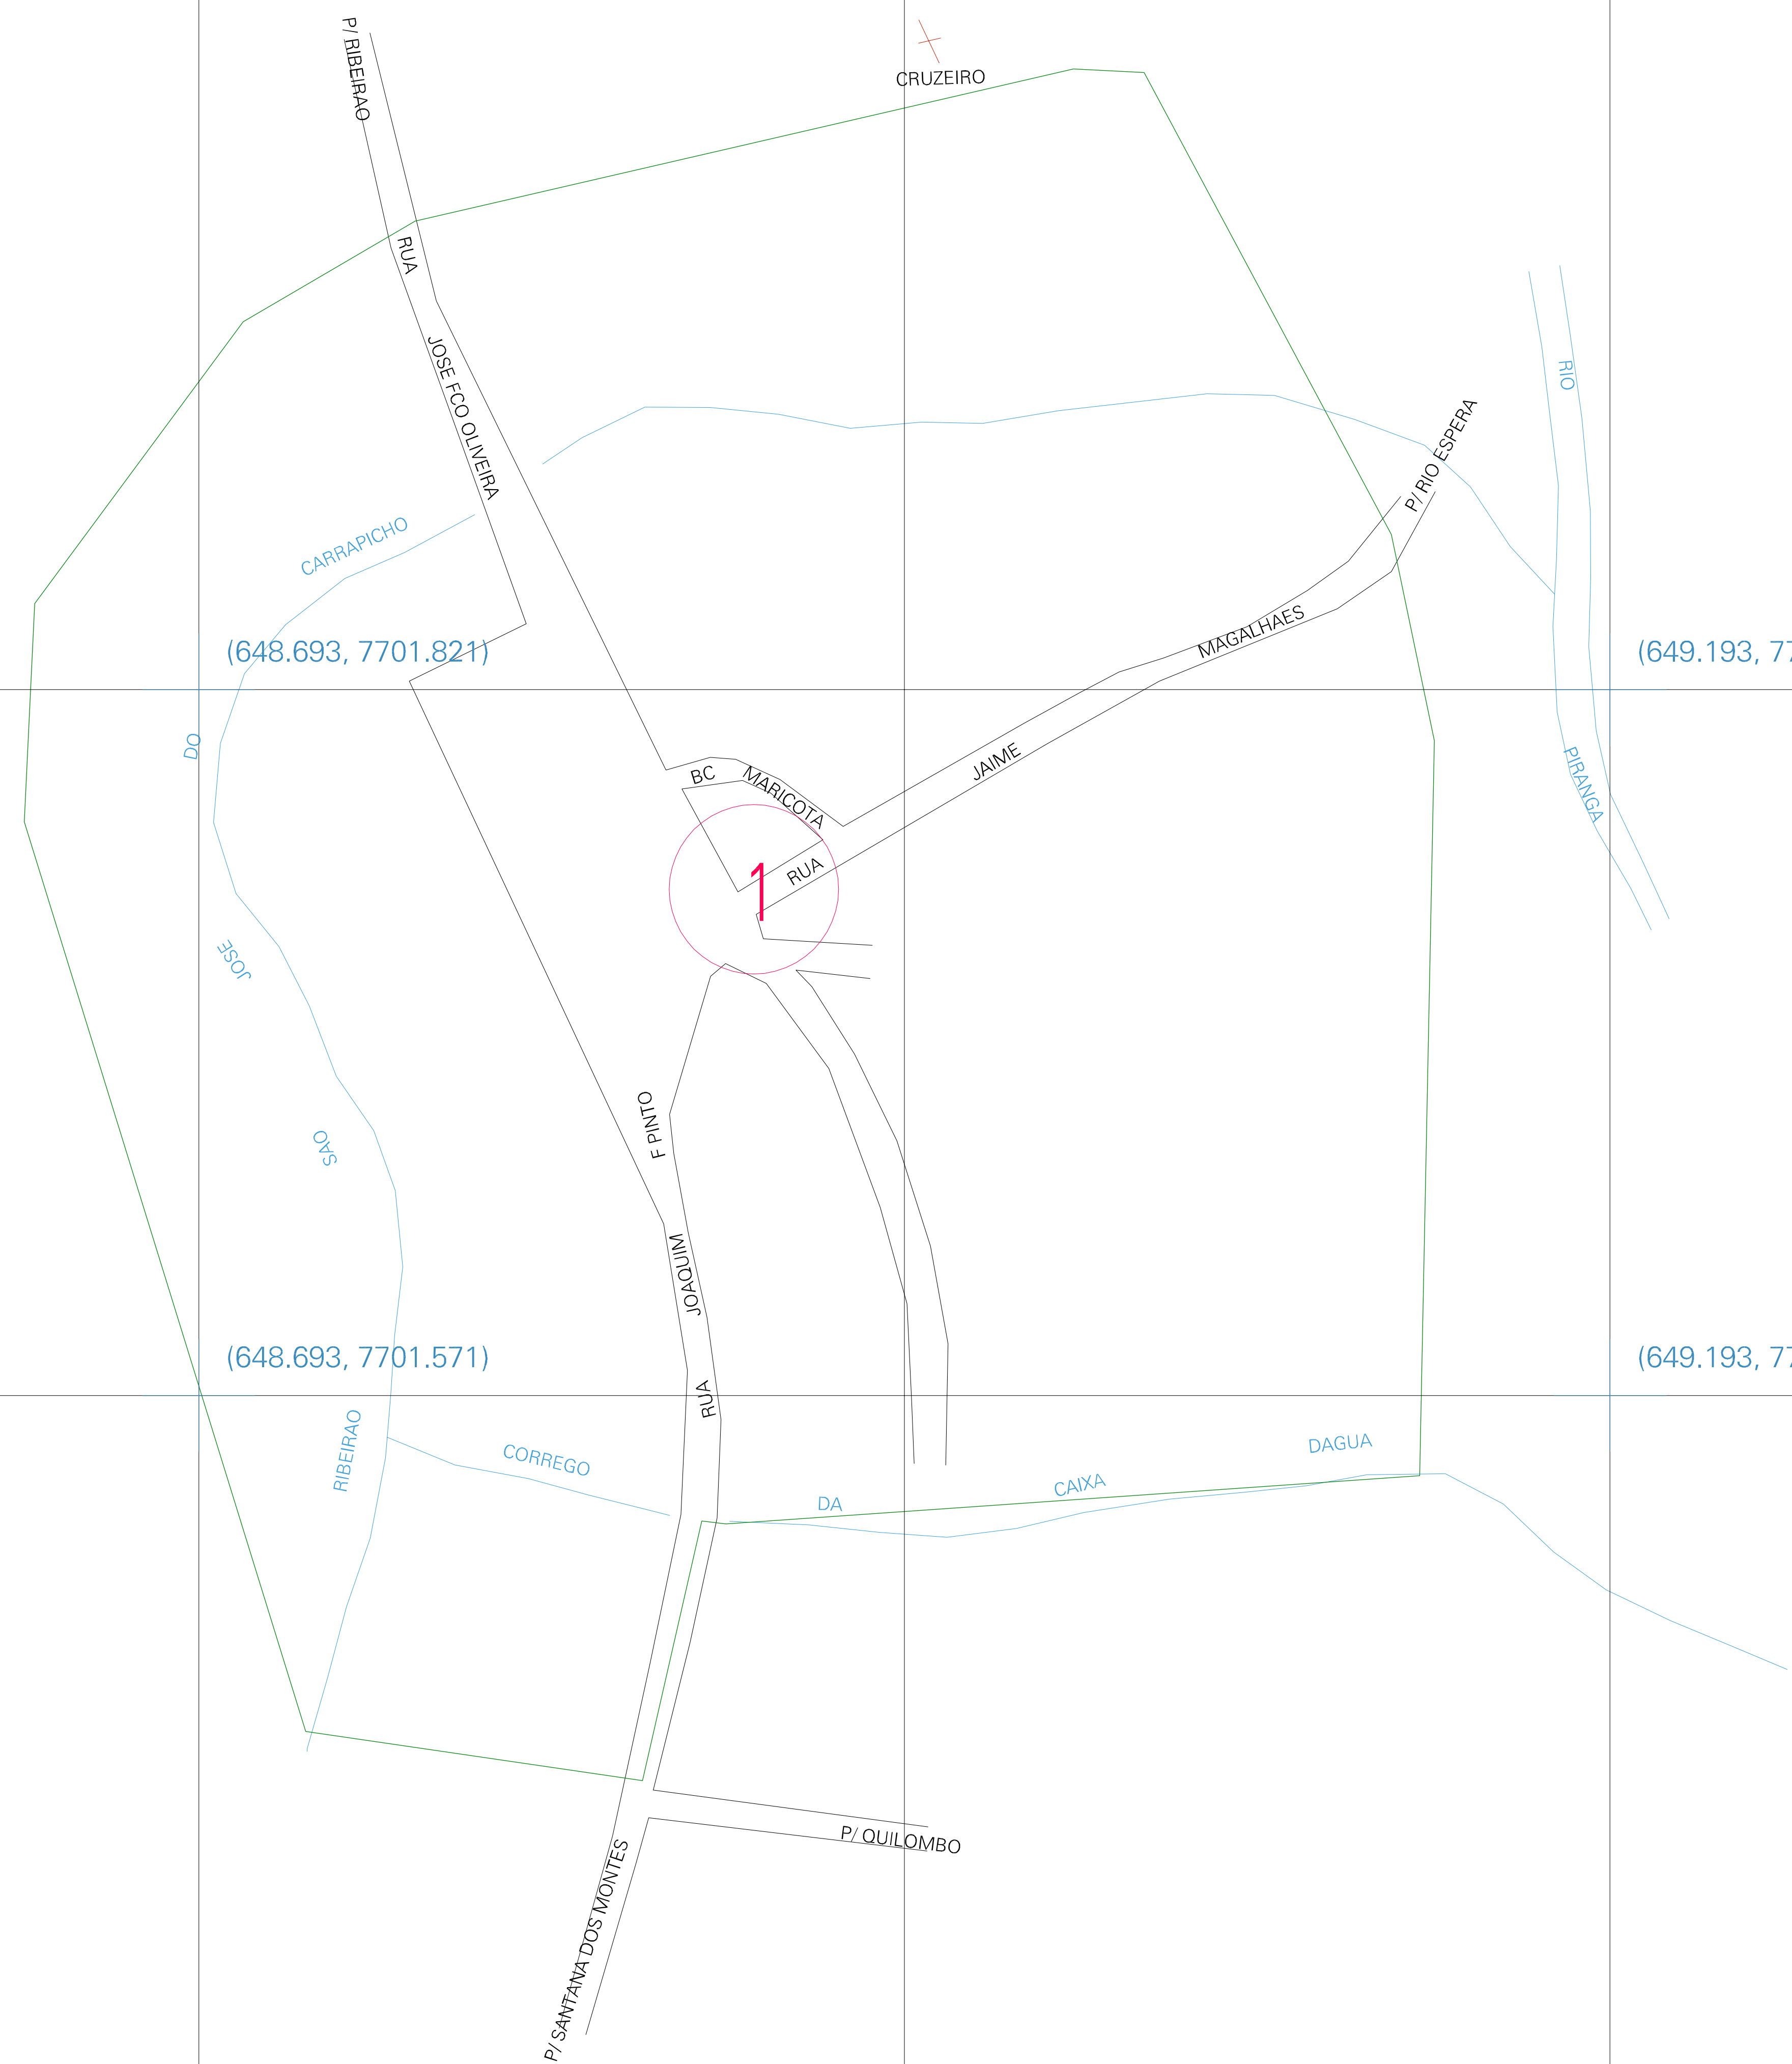 P/ RIBEIRAO
CRUZEIRO
RUA
JOSE FCO OLIVEIRA
RIO
P/ RIO ESPERA
CARRAPICHO
MAGALHAES
(648.693, 7701.821)
(649.193, 77
DO
BC
MARICOTA
JAIME
PIRANGA
RUA
1
JOSE
F PINTO
SAO
JOAQUIM
(648.693, 7701.571)
(649.193, 77
RUA
RIBEIRAO
CORREGO
DA
CAIXA
DAGUA
P/ QUILOMBO
P/ SANTANA DOS MONTES